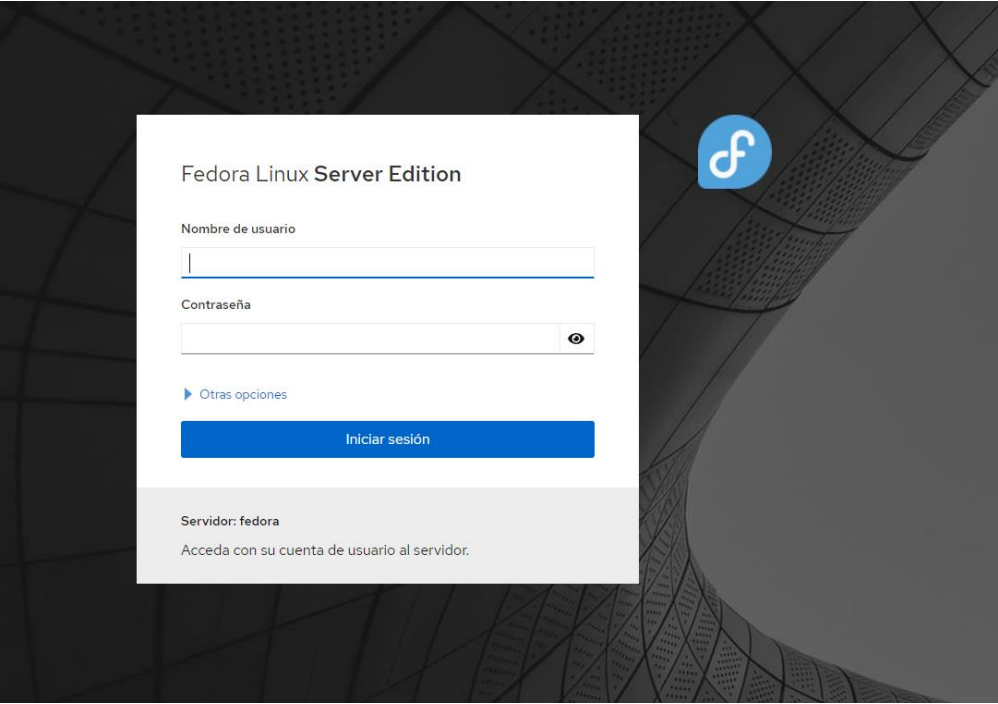 Fedora Linux Server Edition
Nombre de usuario
Contraseña
Otras opciones
Iniciar sesión
Servidor: fedora
Acceda con su cuenta de usuario al servidor.